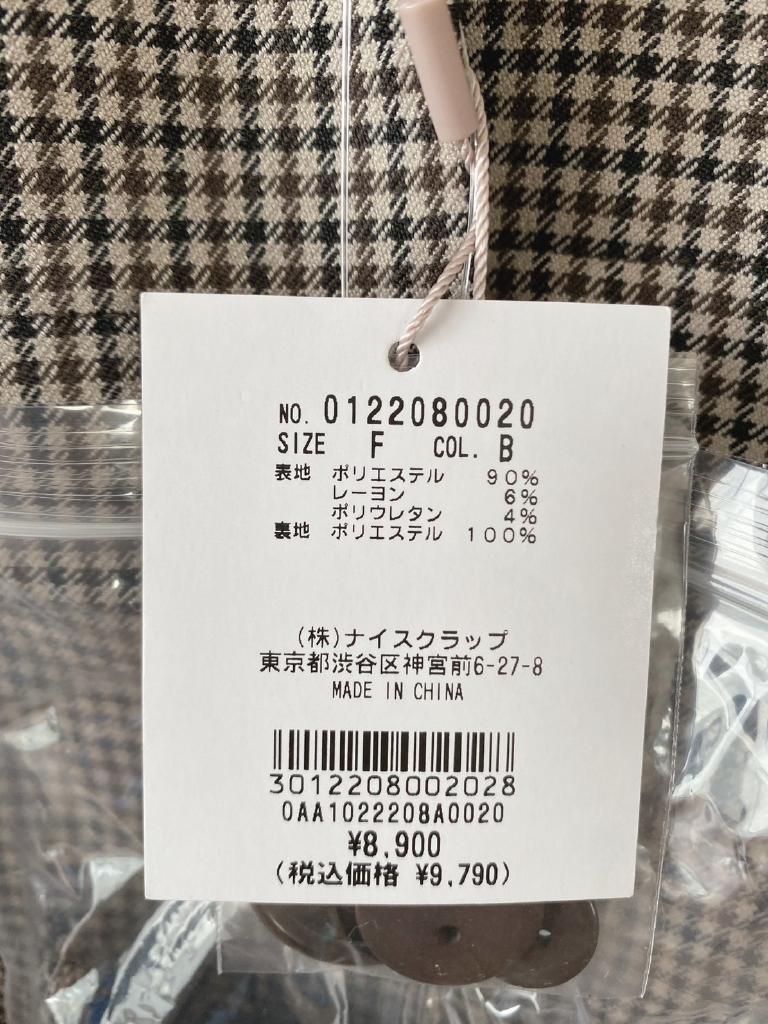 NO. 0122080020
SIZE F COL. B
表地 ポリエステル 90%
レーヨン 6%
ポリウレタン 4%
裏地 ポリエステル 100%
(株)ナイスクラップ
東京都渋谷区神宮前6-27-8
MADE IN CHINA
3012208002028
0AA1022208A0020
¥8,900
(税込価格 ¥9,790)